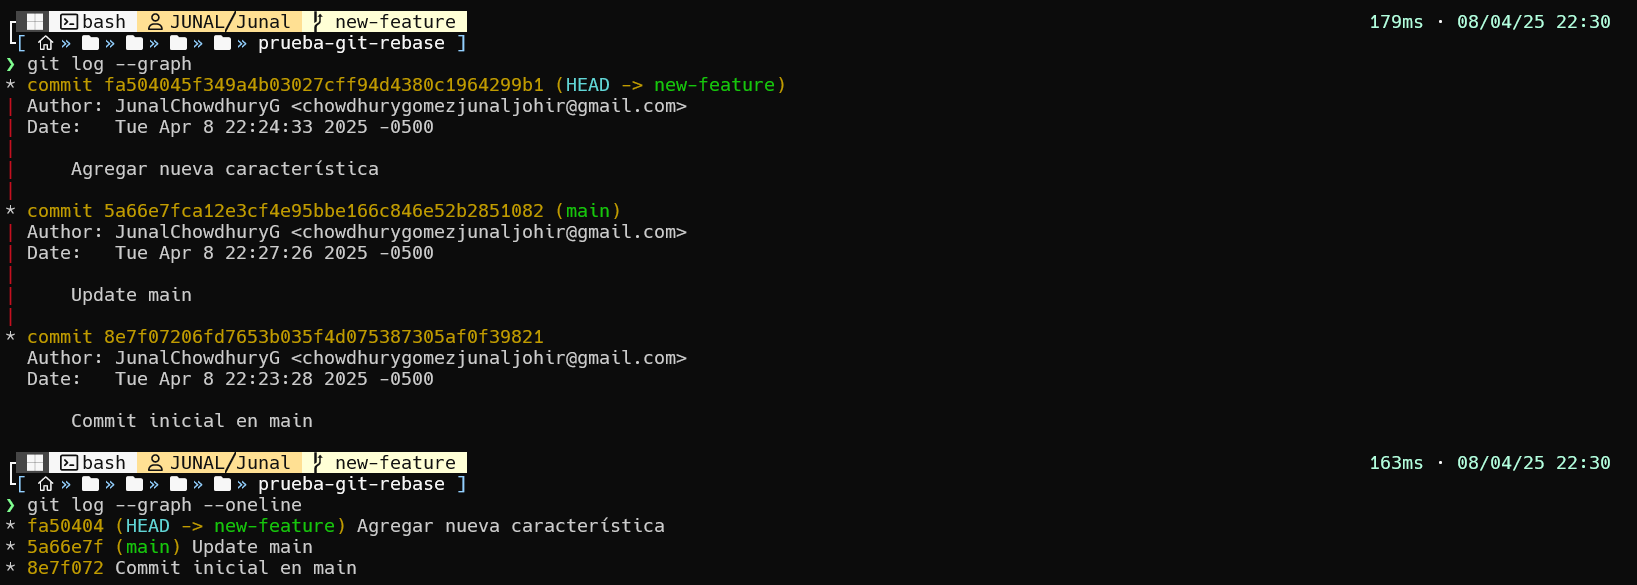 bash JUNAL/Junal new-feature 179ms · 08/04/25 22:30
[ » » » » » prueba-git-rebase ]
❯ git log --graph
* commit fa504045f349a4b03027cff94d4380c1964299b1 (HEAD -> new-feature)
| Author: JunalChowdhuryG <chowdhurygomezjunaljohir@gmail.com>
| Date:   Tue Apr 8 22:24:33 2025 -0500
|
|     Agregar nueva característica
|
* commit 5a66e7fca12e3cf4e95bbe166c846e52b2851082 (main)
| Author: JunalChowdhuryG <chowdhurygomezjunaljohir@gmail.com>
| Date:   Tue Apr 8 22:27:26 2025 -0500
|
|     Update main
|
* commit 8e7f07206fd7653b035f4d075387305af0f39821
  Author: JunalChowdhuryG <chowdhurygomezjunaljohir@gmail.com>
  Date:   Tue Apr 8 22:23:28 2025 -0500

      Commit inicial en main

bash JUNAL/Junal new-feature 163ms · 08/04/25 22:30
[ » » » » » prueba-git-rebase ]
❯ git log --graph --oneline
* fa50404 (HEAD -> new-feature) Agregar nueva característica
* 5a66e7f (main) Update main
* 8e7f072 Commit inicial en main